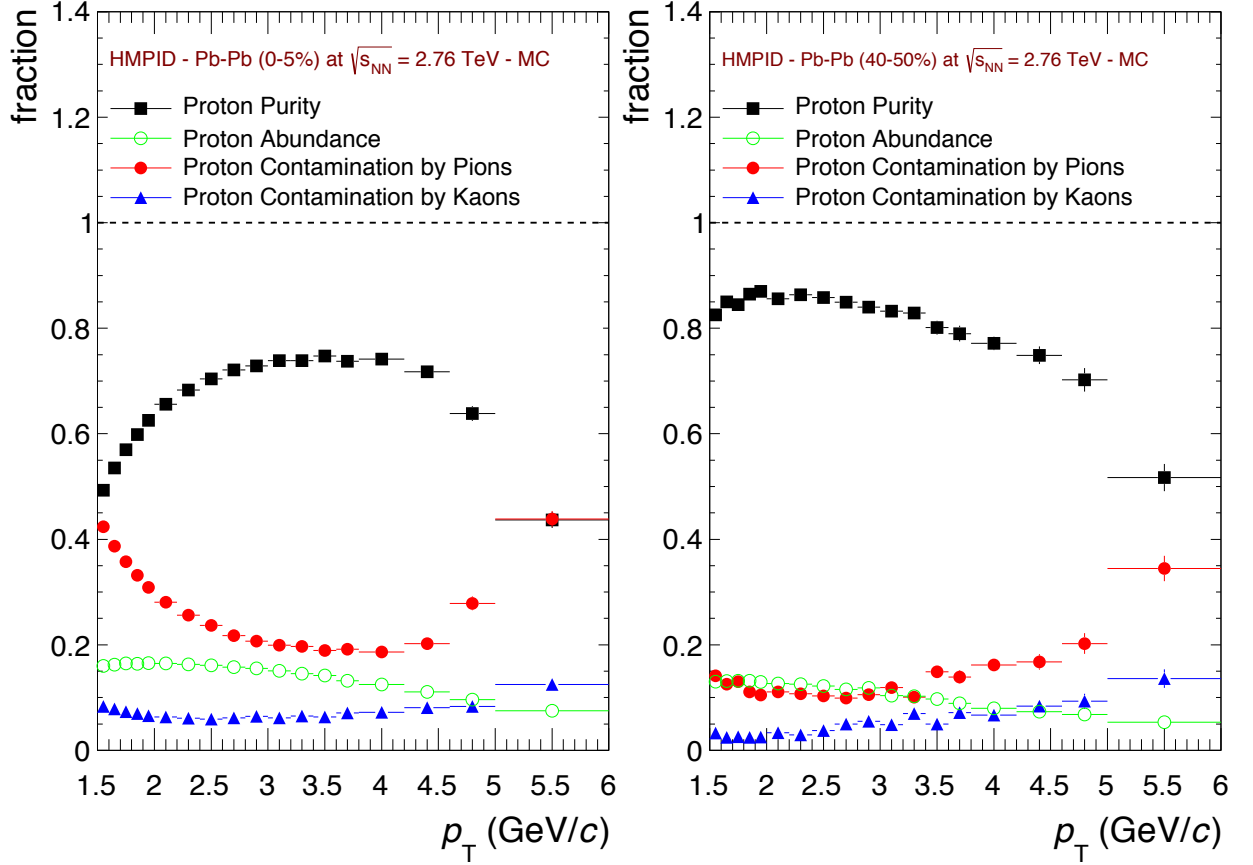 fraction
1.4
1.2
1
0.8
0.6
0.4
0.2
0
HMPID - Pb-Pb (0-5%) at √sNN = 2.76 TeV - MC
Proton Purity
Proton Abundance
Proton Contamination by Pions
Proton Contamination by Kaons
1.5 2 2.5 3 3.5 4 4.5 5 5.5 6
pT (GeV/c)
fraction
1.4
1.2
1
0.8
0.6
0.4
0.2
0
HMPID - Pb-Pb (40-50%) at √sNN = 2.76 TeV - MC
Proton Purity
Proton Abundance
Proton Contamination by Pions
Proton Contamination by Kaons
1.5 2 2.5 3 3.5 4 4.5 5 5.5 6
pT (GeV/c)